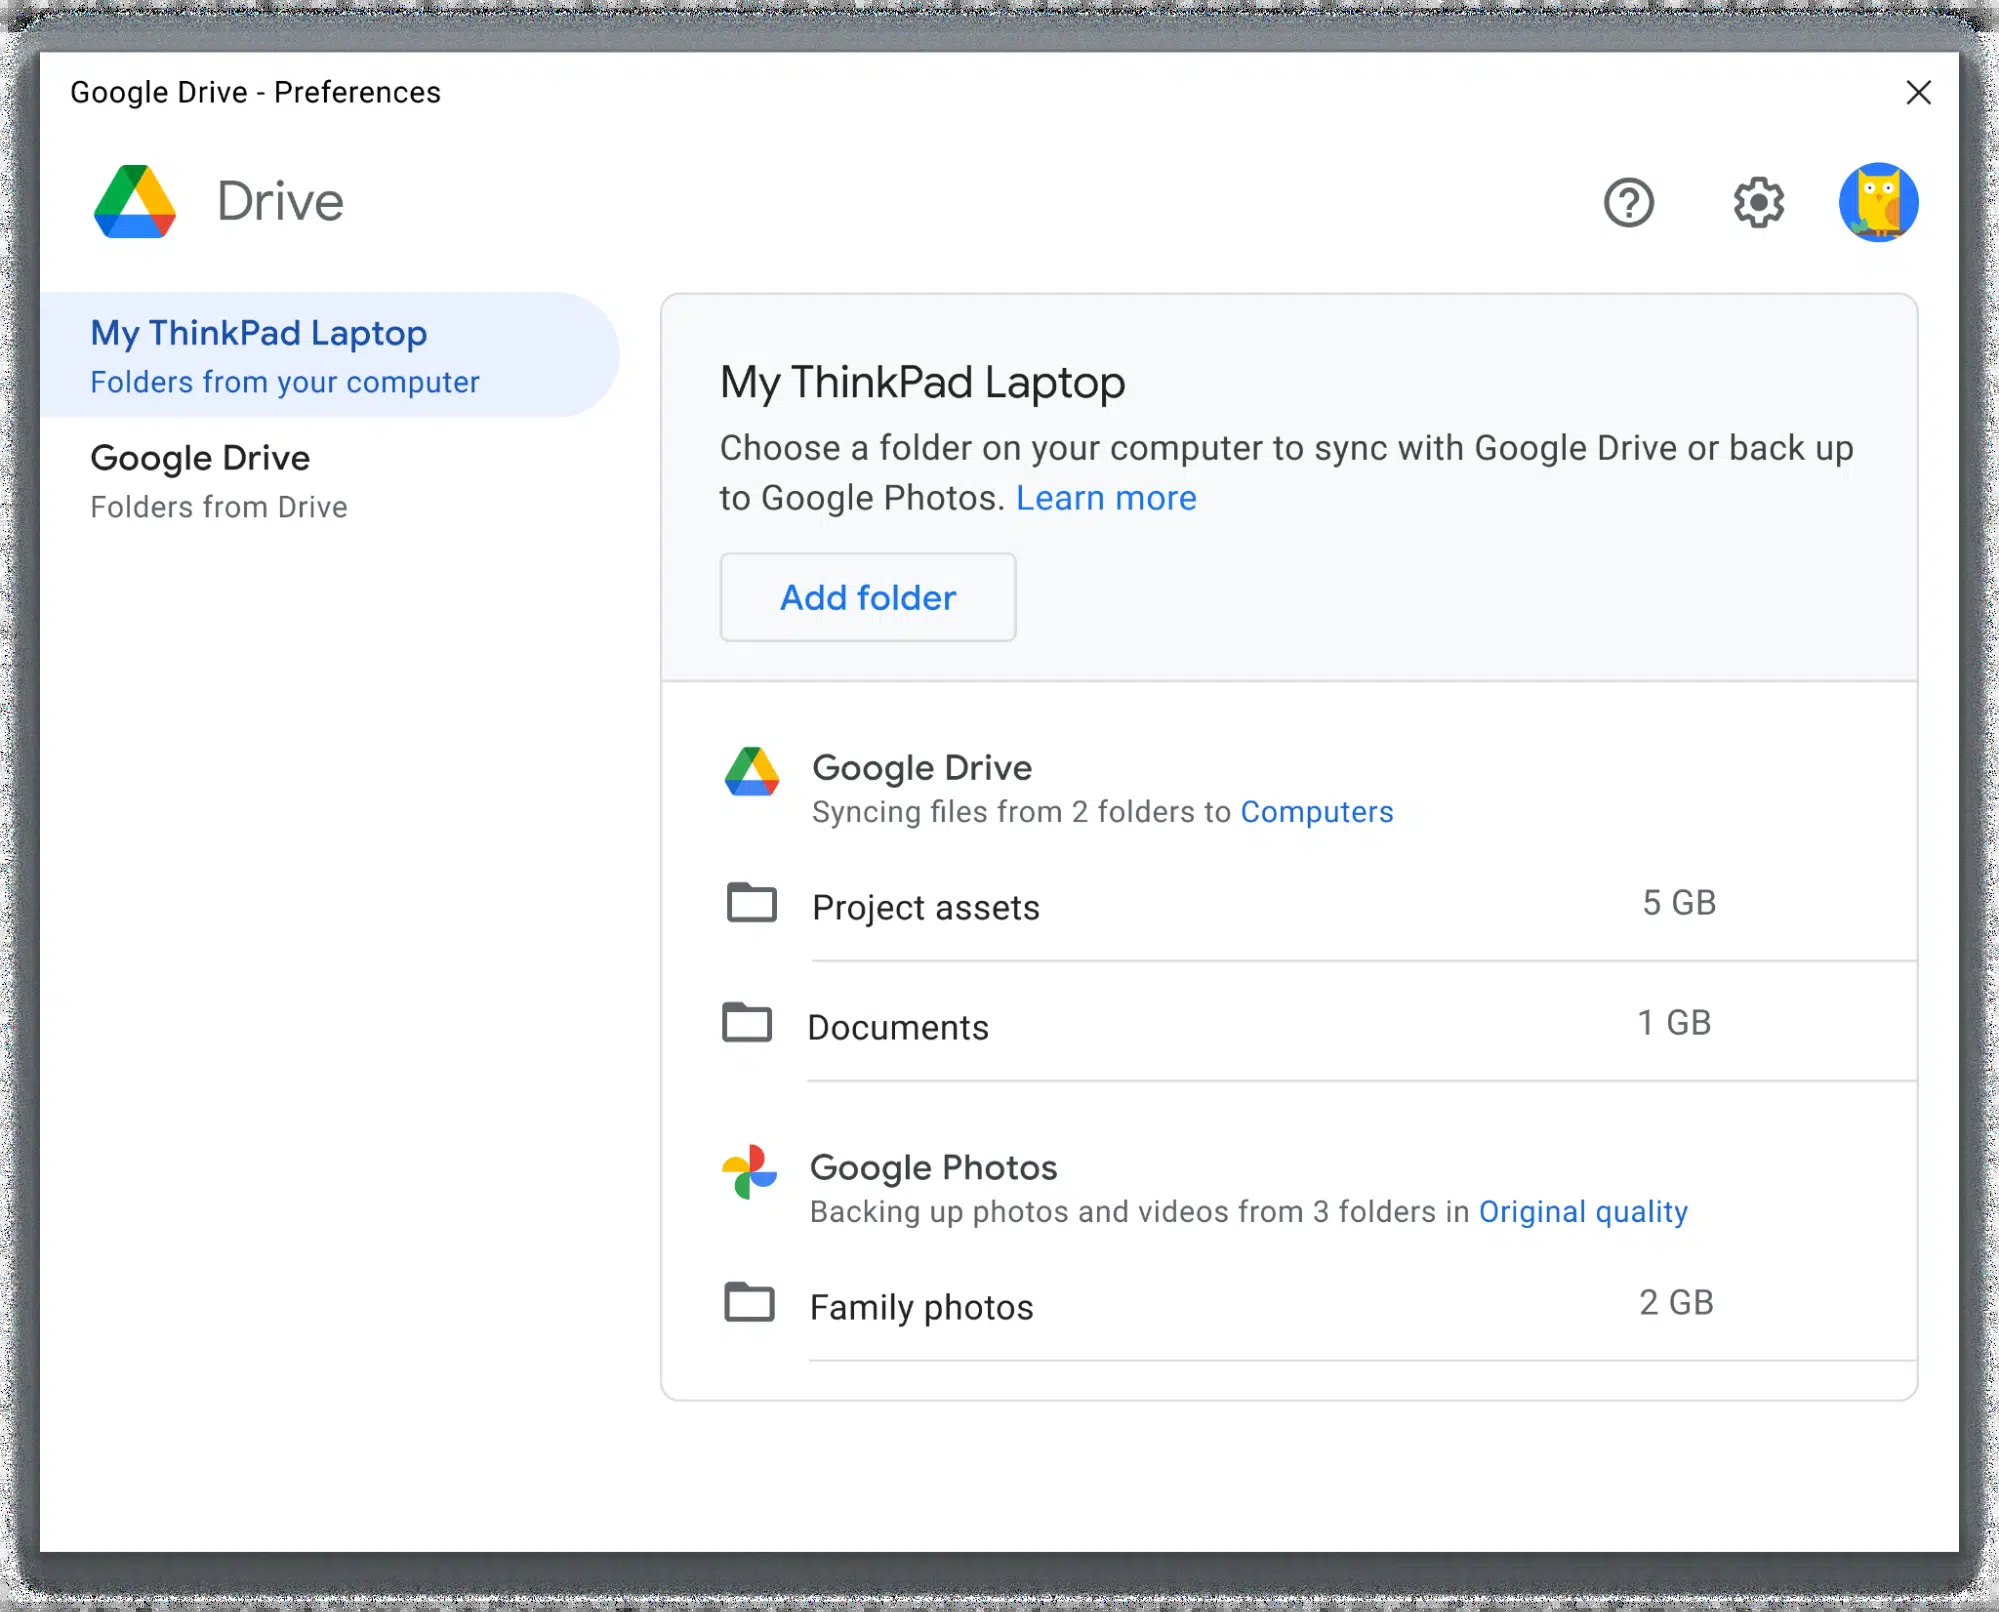 Google Drive - Preferences
Drive
My ThinkPad Laptop
Folders from your computer
Google Drive
Folders from Drive
My ThinkPad Laptop
Choose a folder on your computer to sync with Google Drive or back up
to Google Photos. Learn more
Add folder
Google Drive
Syncing files from 2 folders to Computers
Project assets 5 GB
Documents 1 GB
Google Photos
Backing up photos and videos from 3 folders in Original quality
Family photos 2 GB